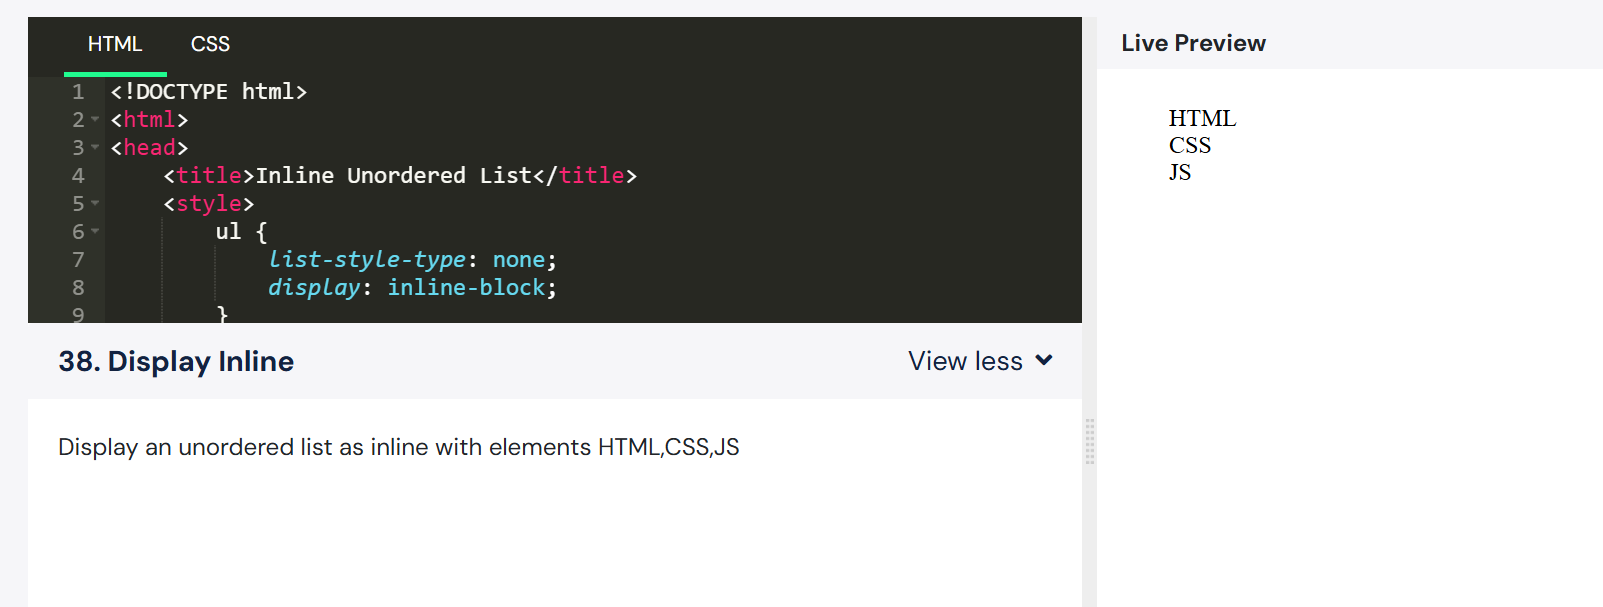 HTML CSS
1 <!DOCTYPE html>
2 <html>
3 <head>
4 <title>Inline Unordered List</title>
5 <style>
6 ul {
7 list-style-type: none;
8 display: inline-block;
9 }
38. Display Inline View less
Display an unordered list as inline with elements HTML,CSS,JS
Live Preview
HTML
CSS
JS